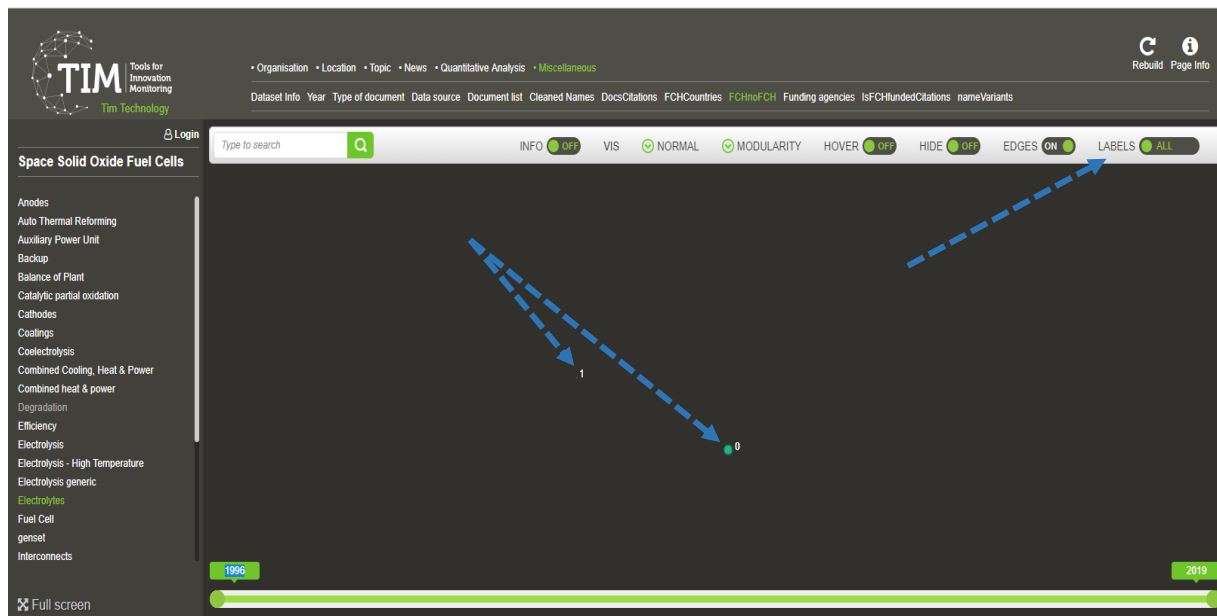 TIM Tools for Innovation Monitoring
Tim Technology
• Organisation • Location • Topic • News • Quantitative Analysis • Miscellaneous
Rebuild Page Info
Dataset Info Year Type of document Data source Document list Cleaned Names DocsCitations FCHCountries FCHnoFCH Funding agencies IsFCHfundedCitations nameVariants
Login
Type to search
INFO OFF VIS NORMAL MODULARITY HOVER OFF HIDE OFF EDGES ON LABELS ALL
Space Solid Oxide Fuel Cells
Anodes
Auto Thermal Reforming
Auxiliary Power Unit
Backup
Balance of Plant
Catalytic partial oxidation
Cathodes
Coatings
Coelectrolysis
Combined Cooling, Heat & Power
Combined heat & power
Degradation
Efficiency
Electrolysis
Electrolysis - High Temperature
Electrolysis generic
Electrolytes
Fuel Cell
genset
Interconnects
1
0
1996
2019
Full screen